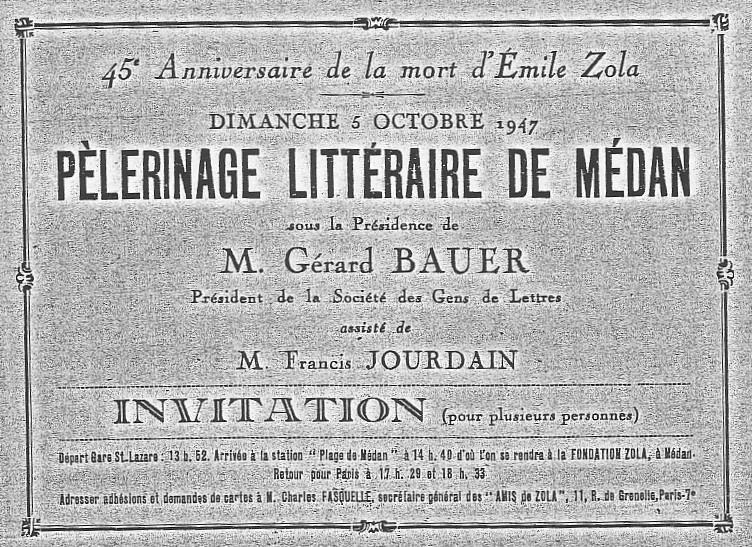 45e Anniversaire de la mort d'Émile Zola
DIMANCHE 5 OCTOBRE 1947
PÈLERINAGE LITTÉRAIRE DE MÉDAN
sous la Présidence de
M. Gérard BAUER
Président de la Société des Gens de Lettres
assisté de
M. Francis JOURDAIN
INVITATION (pour plusieurs personnes)
Départ Gare St-Lazare : 13 h. 52. Arrivée à la station " Plage de Médan " à 14 h. 40 d'où l'on se rendra à la FONDATION ZOLA, à Médan.
Retour pour Paris à 17 h. 29 et 18 h. 33
Adresser adhésions et demandes de cartes à M. Charles FASQUELLE, secrétaire général des " AMIS de ZOLA ", 11, R. de Grenelle, Paris-7e